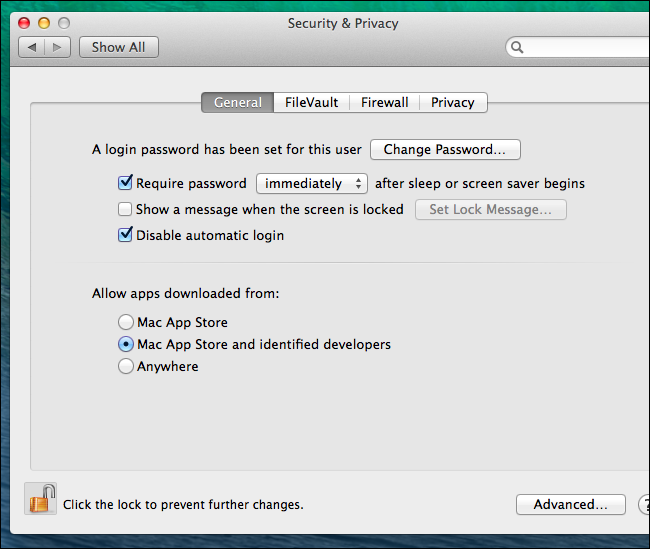 Security & Privacy
Show All
General FileVault Firewall Privacy
A login password has been set for this user Change Password...
Require password immediately after sleep or screen saver begins
Show a message when the screen is locked Set Lock Message...
Disable automatic login
Allow apps downloaded from:
Mac App Store
Mac App Store and identified developers
Anywhere
Click the lock to prevent further changes. Advanced... ?